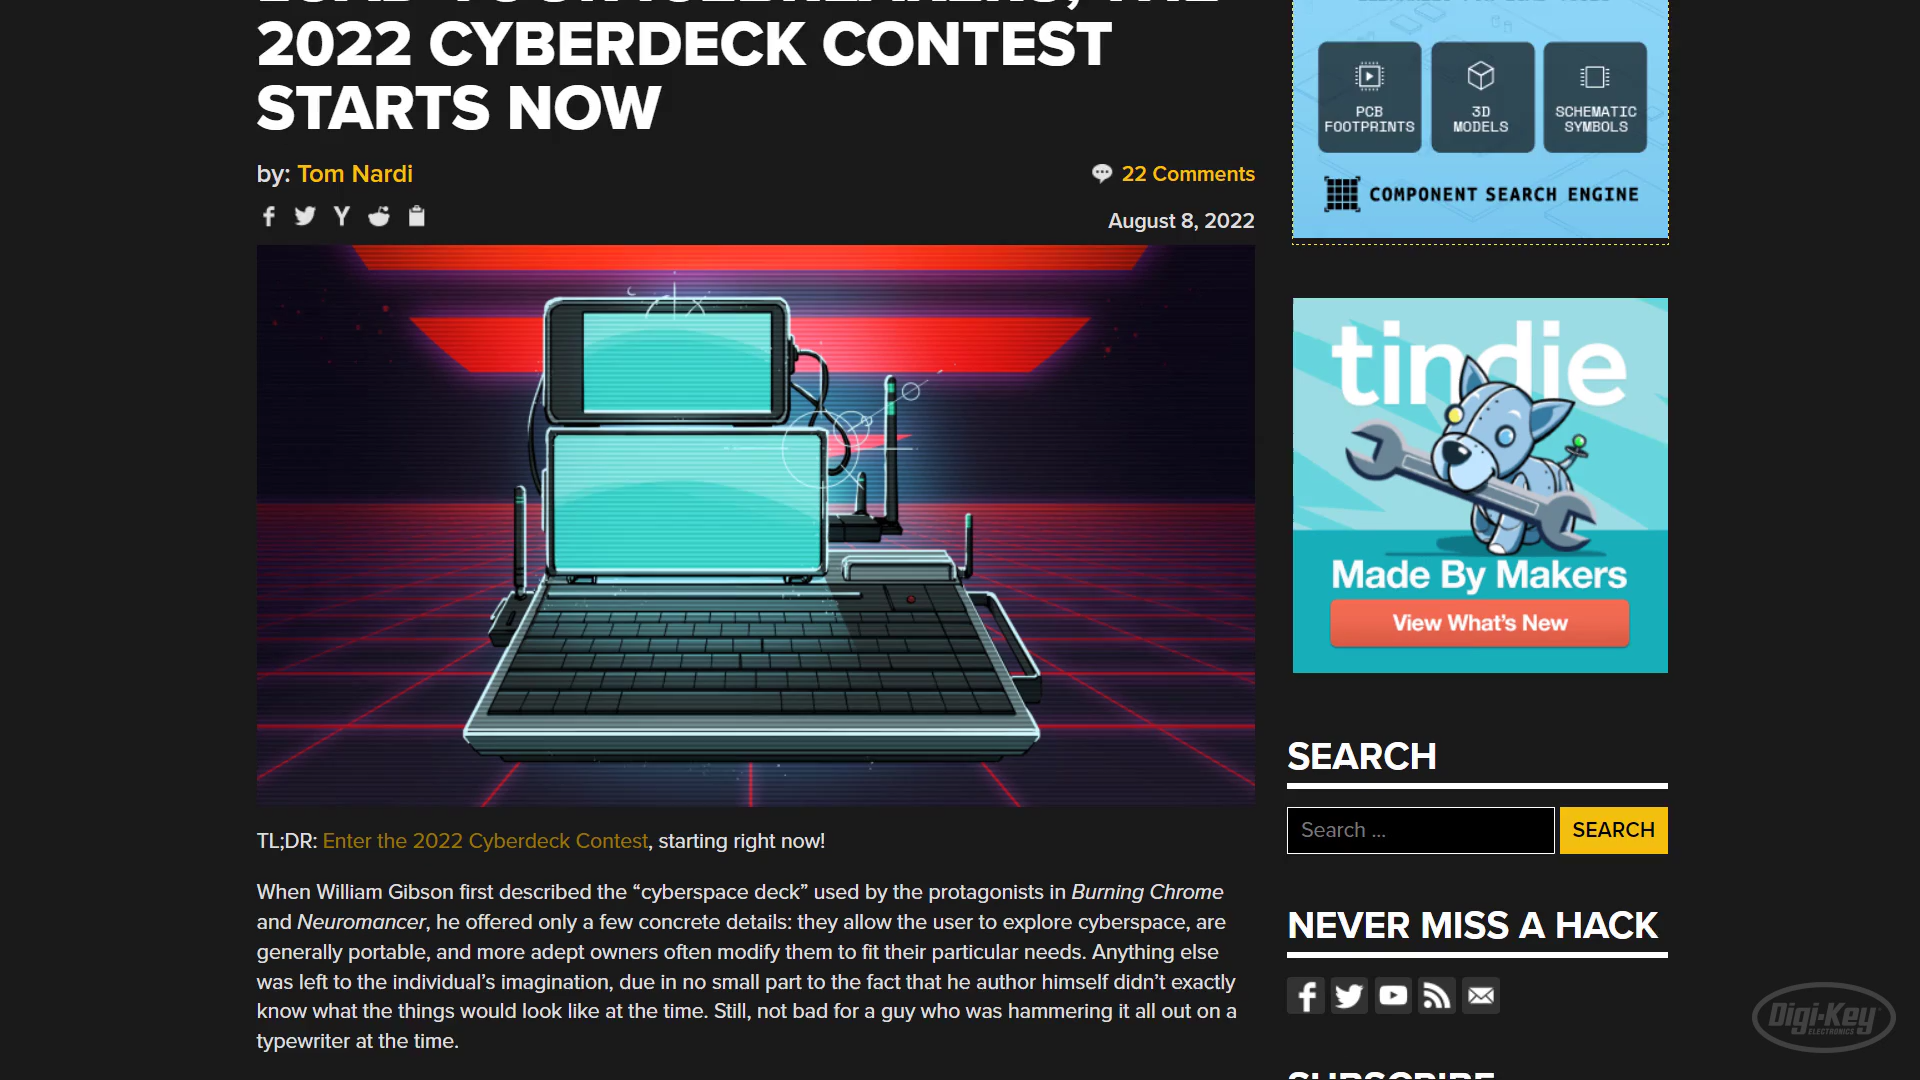 LOAD YOUR ICEBREAKERS, THE
2022 CYBERDECK CONTEST
STARTS NOW
by: Tom Nardi
22 Comments
August 8, 2022
TL;DR: Enter the 2022 Cyberdeck Contest, starting right now!
When William Gibson first described the “cyberspace deck” used by the protagonists in Burning Chrome
and Neuromancer, he offered only a few concrete details: they allow the user to explore cyberspace, are
generally portable, and more adept owners often modify them to fit their particular needs. Anything else
was left to the individual’s imagination, due in no small part to the fact that he author himself didn’t exactly
know what the things would look like at the time. Still, not bad for a guy who was hammering it all out on a
typewriter at the time.
PCB
FOOTPRINTS
3D
MODELS
SCHEMATIC
SYMBOLS
COMPONENT SEARCH ENGINE
tindie
Made By Makers
View What's New
SEARCH
Search ...
SEARCH
NEVER MISS A HACK
SUBSCRIBE
Digi-Key
ELECTRONICS